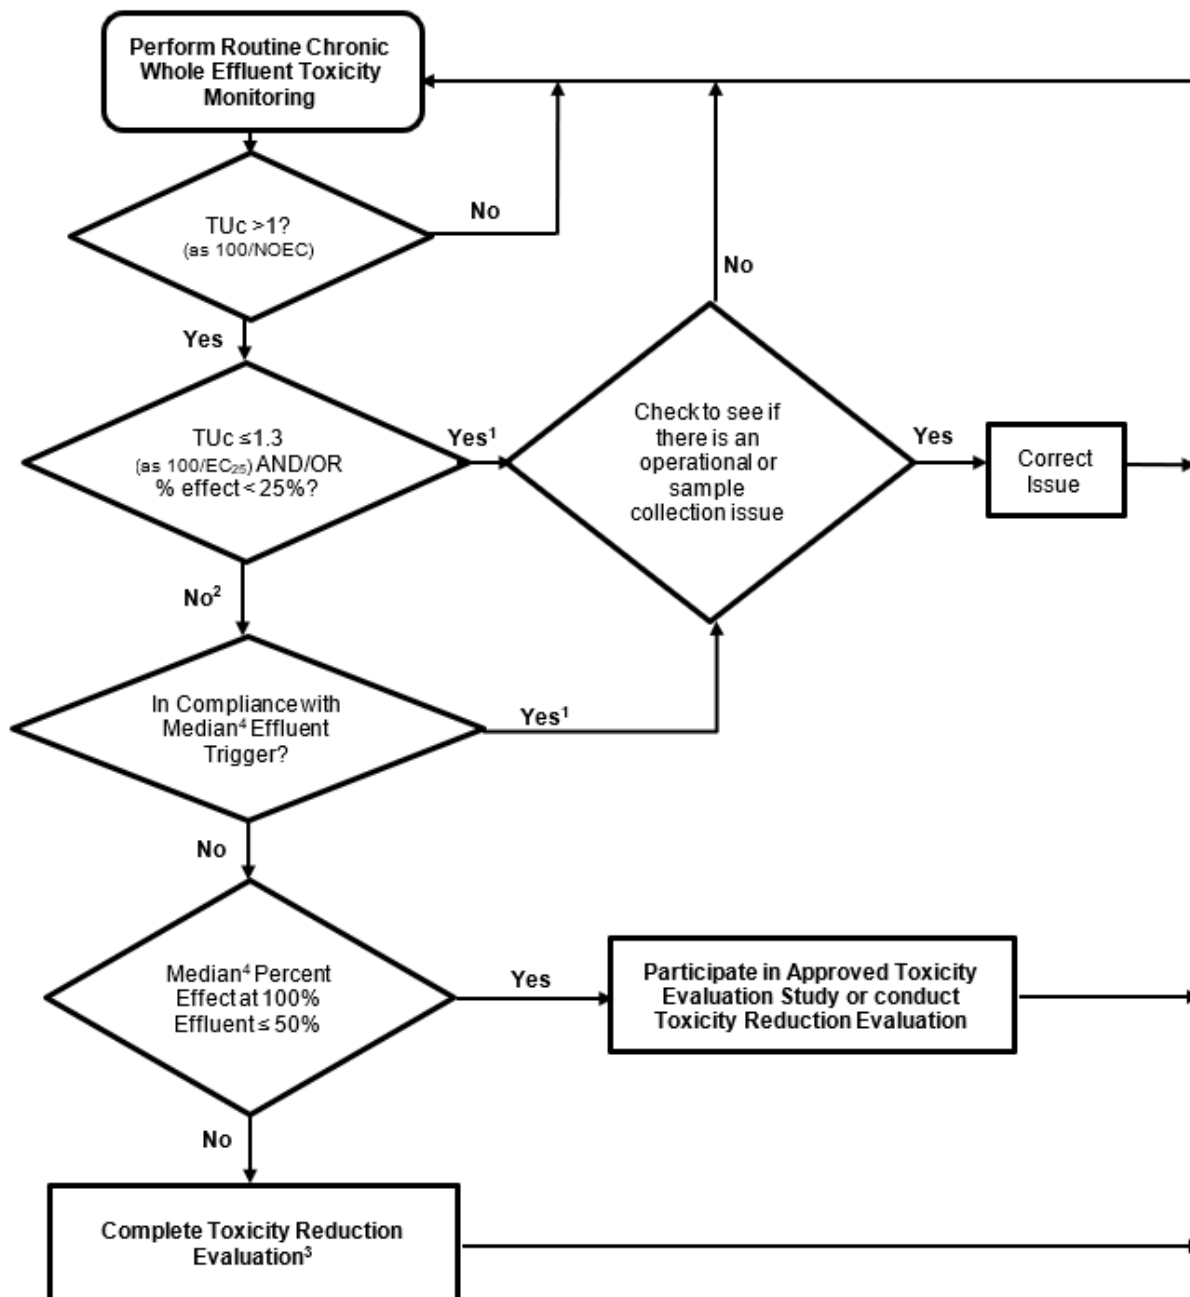 Perform Routine Chronic
Whole Effluent Toxicity
Monitoring
TUc >1?
(as 100/NOEC)
No
Yes
TUc ≤1.3
(as 100/EC₂₅) AND/OR
% effect < 25%?
Yes¹
No
Check to see if
there is an
operational or
sample
collection issue
Yes
Correct
Issue
No²
In Compliance with
Median⁴ Effluent
Trigger?
Yes¹
No
Median⁴ Percent
Effect at 100%
Effluent ≤ 50%
Yes
Participate in Approved Toxicity
Evaluation Study or conduct
Toxicity Reduction Evaluation
No
Complete Toxicity Reduction
Evaluation³